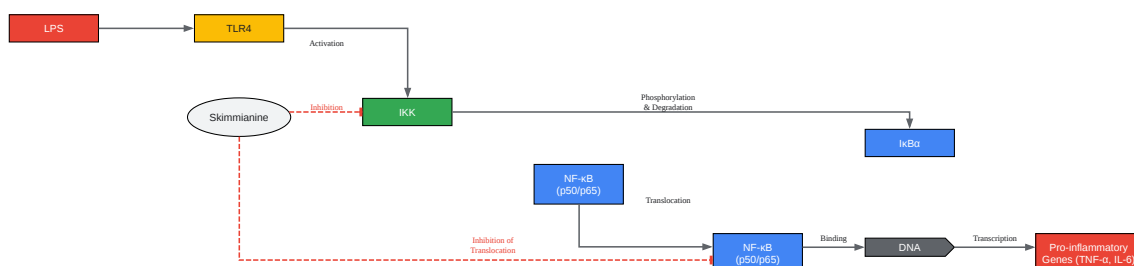 LPS
TLR4
Activation
Skimmianine
Inhibition
IKK
Phosphorylation
& Degradation
IκBα
NF-κB
(p50/p65)
Translocation
Inhibition of
Translocation
NF-κB
(p50/p65)
Binding
DNA
Transcription
Pro-inflammatory
Genes (TNF-α, IL-6)